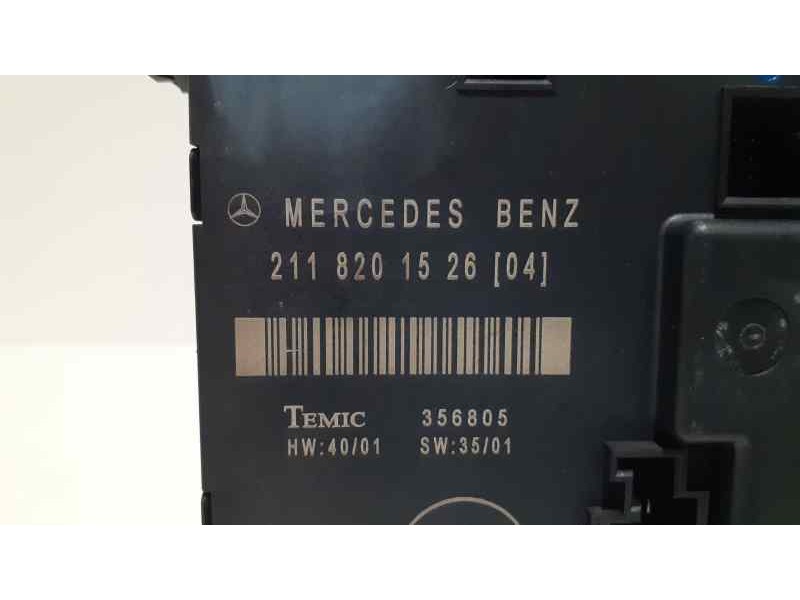 MERCEDES BENZ
211 820 15 26 [04]
TEMIC 356805
HW:40/01 SW:35/01